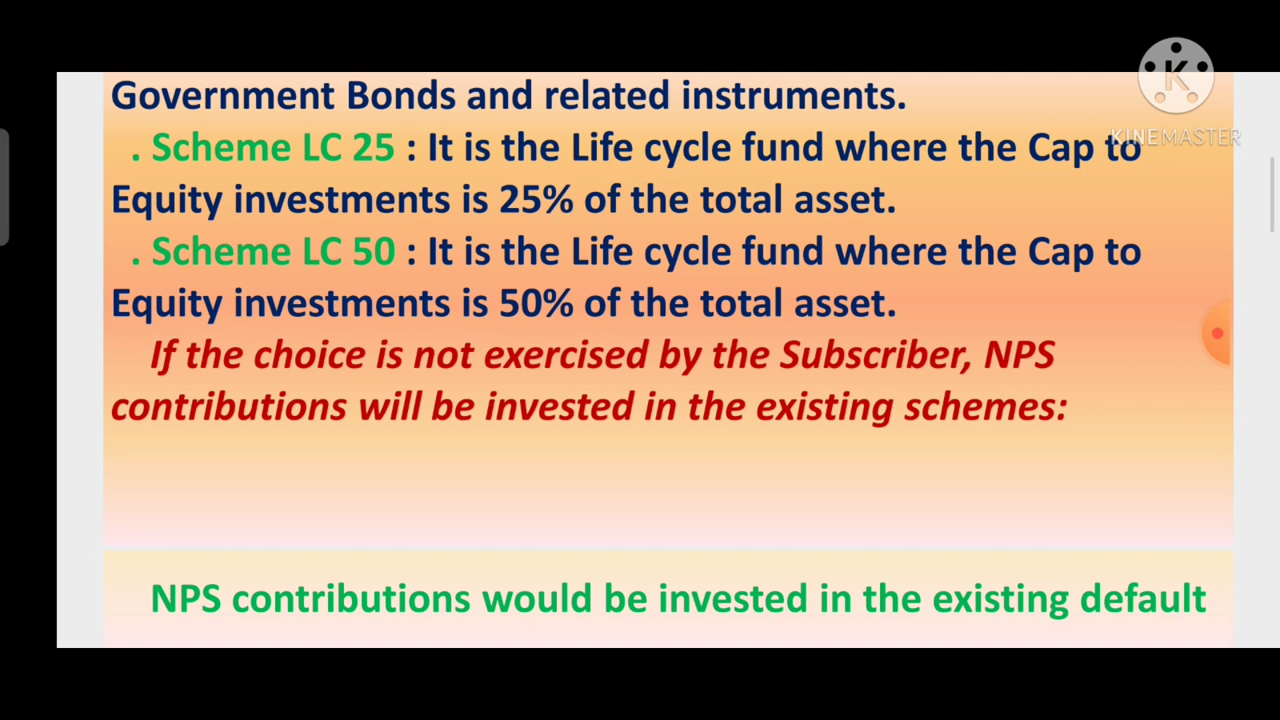 Government Bonds and related instruments.
. Scheme LC 25 : It is the Life cycle fund where the Cap to
Equity investments is 25% of the total asset.
. Scheme LC 50 : It is the Life cycle fund where the Cap to
Equity investments is 50% of the total asset.
If the choice is not exercised by the Subscriber, NPS
contributions will be invested in the existing schemes:
NPS contributions would be invested in the existing default
K
KINEMASTER